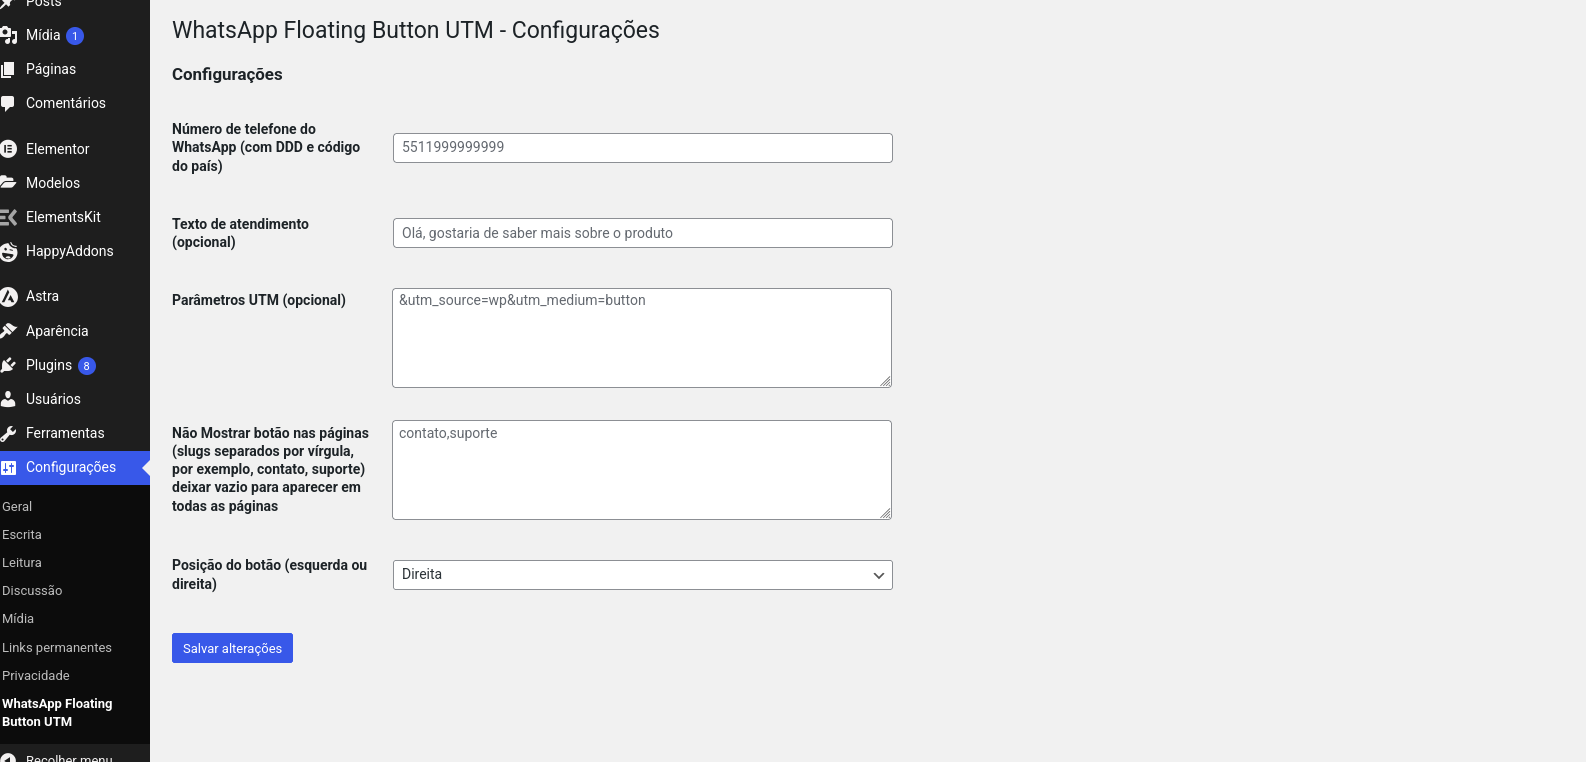 Posts
Mídia 1
Páginas
Comentários
Elementor
Modelos
ElementsKit
HappyAddons
Astra
Aparência
Plugins 8
Usuários
Ferramentas
Configurações
Geral
Escrita
Leitura
Discussão
Mídia
Links permanentes
Privacidade
WhatsApp Floating
Button UTM
Recolher menu
WhatsApp Floating Button UTM - Configurações
Configurações
Número de telefone do
WhatsApp (com DDD e código
do país)
5511999999999
Texto de atendimento
(opcional)
Olá, gostaria de saber mais sobre o produto
Parâmetros UTM (opcional)
&utm_source=wp&utm_medium=button
Não Mostrar botão nas páginas
(slugs separados por vírgula,
por exemplo, contato, suporte)
deixar vazio para aparecer em
todas as páginas
contato,suporte
Posição do botão (esquerda ou
direita)
Direita
Salvar alterações